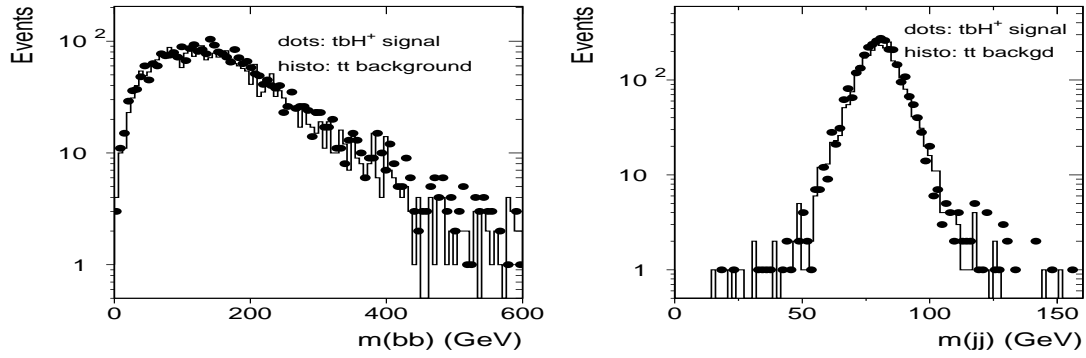 Events
dots: tbH⁺ signal
histo: tt background
10²
10
1
0 200 400 600
m(bb) (GeV)
Events
dots: tbH⁺ signal
histo: tt backgd
10²
10
1
0 50 100 150
m(jj) (GeV)